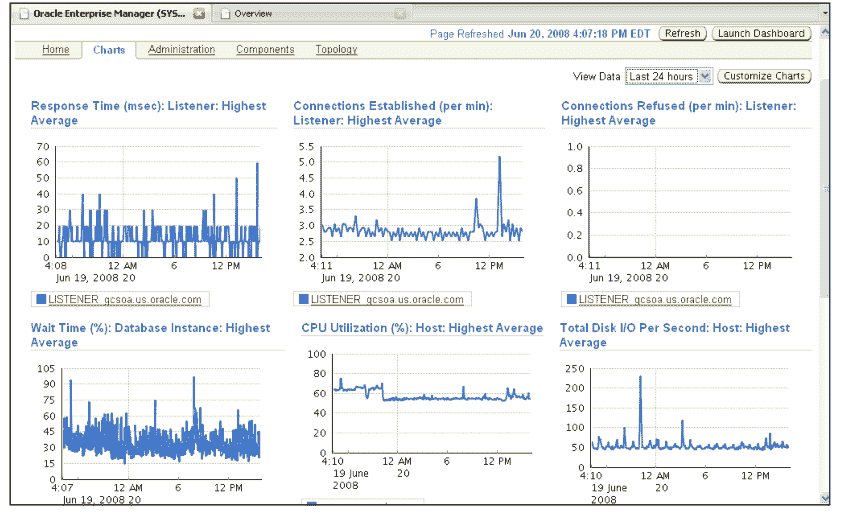 Oracle Enterprise Manager (SYS... Overview
Page Refreshed Jun 20, 2008 4:07:18 PM EDT Refresh Launch Dashboard
Home Charts Administration Components Topology
View Data Last 24 hours Customize Charts
Response Time (msec): Listener: Highest
Average
70
60
50
40
30
20
10
0
4:08 12 AM 6 12 PM
Jun 19, 2008 20
LISTENER_gcsoa.us.oracle.com
Connections Established (per min):
Listener: Highest Average
5.5
5.0
4.5
4.0
3.5
3.0
2.5
2.0
4:11 12 AM 6 12 PM
Jun 19, 2008 20
LISTENER_gcsoa.us.oracle.com
Connections Refused (per min): Listener:
Highest Average
1.0
0.8
0.6
0.4
0.2
0.0
4:11 12 AM 6 12 PM
Jun 19, 2008 20
LISTENER_gcsoa.us.oracle.com
Wait Time (%): Database Instance: Highest
Average
105
90
75
60
45
30
15
0
4:07 12 AM 6 12 PM
Jun 19, 2008 20
CPU Utilization (%): Host: Highest Average
100
80
60
40
20
0
4:10 12 AM 6 12 PM
19 June 20
2008
Total Disk I/O Per Second: Host: Highest
Average
250
200
150
100
50
0
4:10 12 AM 6 12 PM
19 June 20
2008